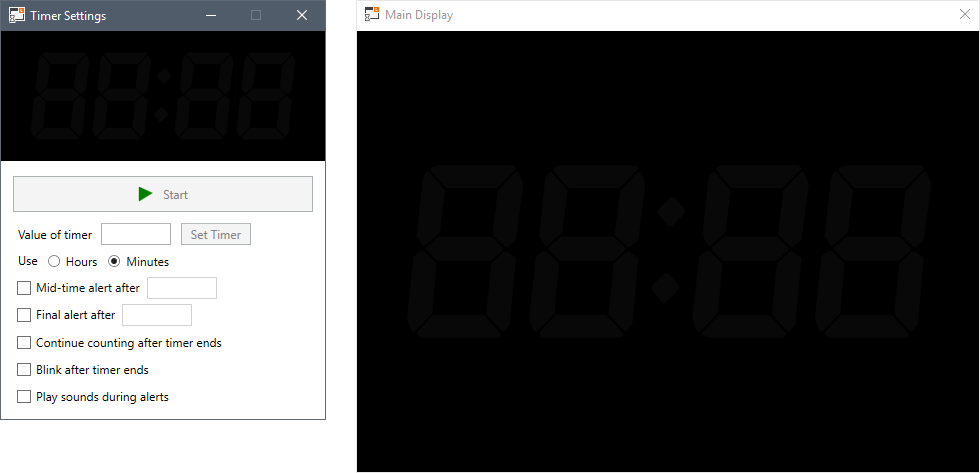 Timer Settings
88:88
Start
Value of timer Set Timer
Use Hours Minutes
Mid-time alert after
Final alert after
Continue counting after timer ends
Blink after timer ends
Play sounds during alerts
Main Display
88:88